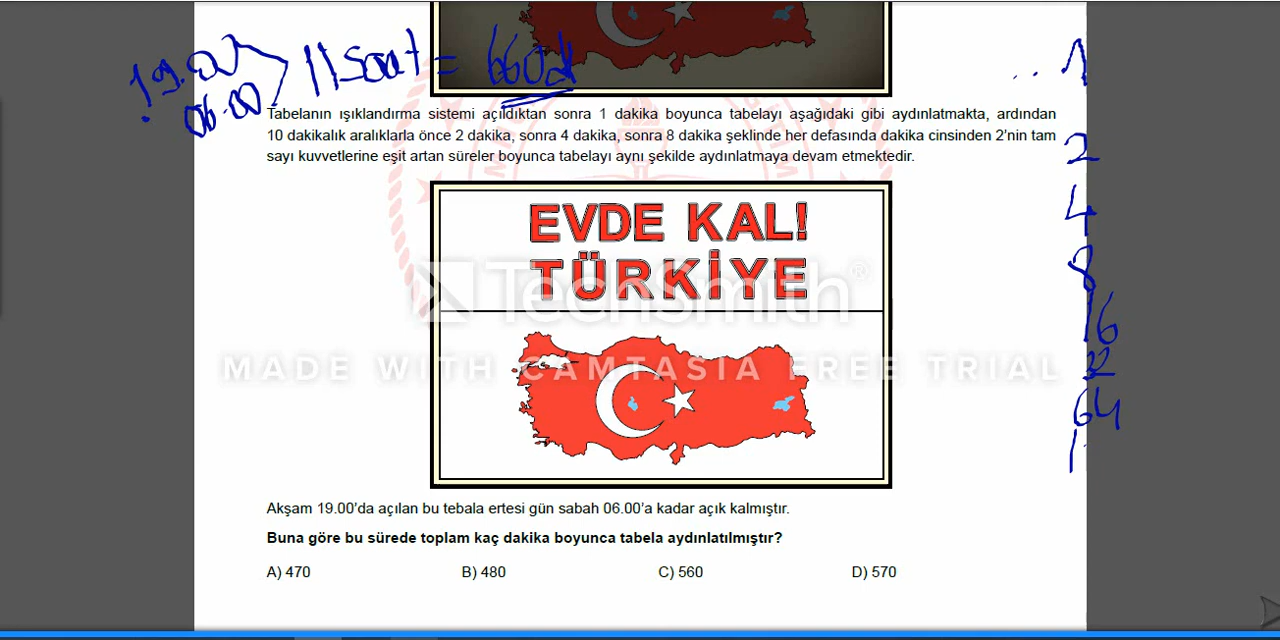 19.00
06.00
11 Saat = 660dk
1
Tabelanın ışıklandırma sistemi açıldıktan sonra 1 dakika boyunca tabelayı aşağıdaki gibi aydınlatmakta, ardından
10 dakikalık aralıklarla önce 2 dakika, sonra 4 dakika, sonra 8 dakika şeklinde her defasında dakika cinsinden 2'nin tam
sayı kuvvetlerine eşit artan süreler boyunca tabelayı aynı şekilde aydınlatmaya devam etmektedir.
2
4
8
16
32
64
1
EVDE KAL!
TÜRKİYE
TechSmith®
MADE WITH CAMTASIA FREE TRIAL
Akşam 19.00'da açılan bu tebala ertesi gün sabah 06.00'a kadar açık kalmıştır.
Buna göre bu sürede toplam kaç dakika boyunca tabela aydınlatılmıştır?
A) 470 B) 480 C) 560 D) 570